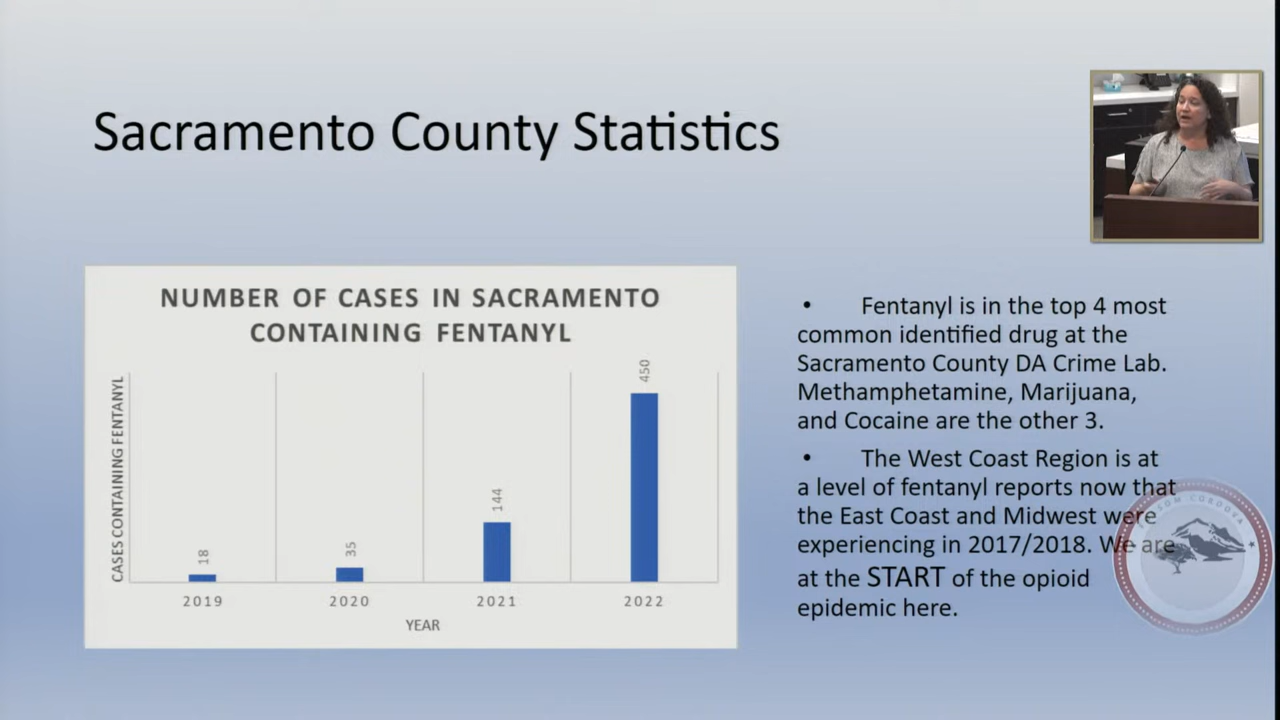 Sacramento County Statistics
NUMBER OF CASES IN SACRAMENTO
CONTAINING FENTANYL
CASES CONTAINING FENTANYL
18
35
144
450
2019
2020
2021
2022
YEAR
• Fentanyl is in the top 4 most
common identified drug at the
Sacramento County DA Crime Lab.
Methamphetamine, Marijuana,
and Cocaine are the other 3.
• The West Coast Region is at
a level of fentanyl reports now that
the East Coast and Midwest were
experiencing in 2017/2018. We are
at the START of the opioid
epidemic here.
CORDOVA